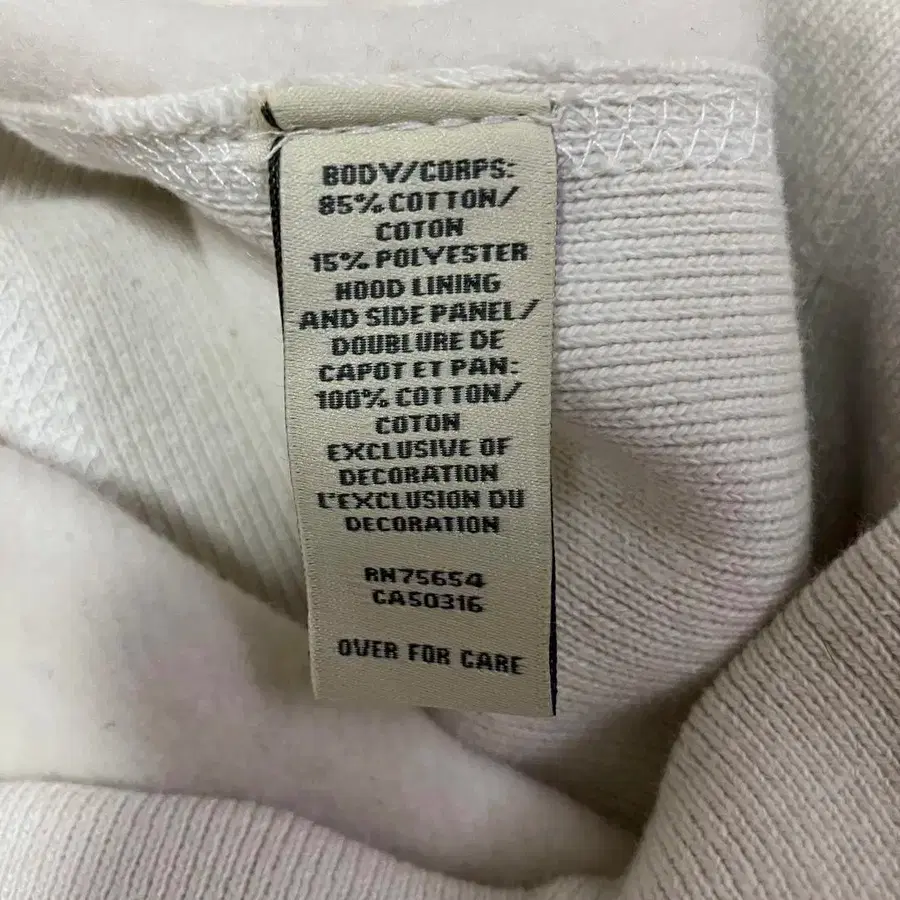 BODY/CORPS:
85% COTTON/
COTON
15% POLYESTER
HOOD LINING
AND SIDE PANEL/
DOUBLURE DE
CAPOT ET PAN:
100% COTTON/
COTON
EXCLUSIVE OF
DECORATION
L'EXCLUSION DU
DECORATION
RN75654
CA50316
OVER FOR CARE